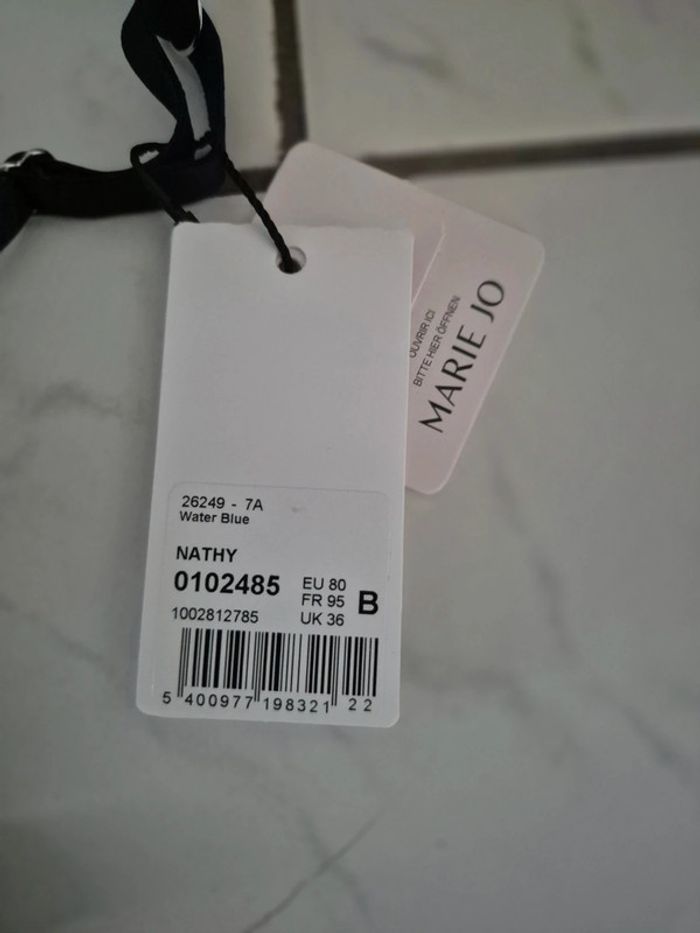 OUVRIR ICI
BITTE HIER ÖFFNEN
MARIE JO
26249 - 7A
Water Blue
NATHY
0102485
1002812785
EU 80
FR 95
UK 36
B
5 400977 198321 22